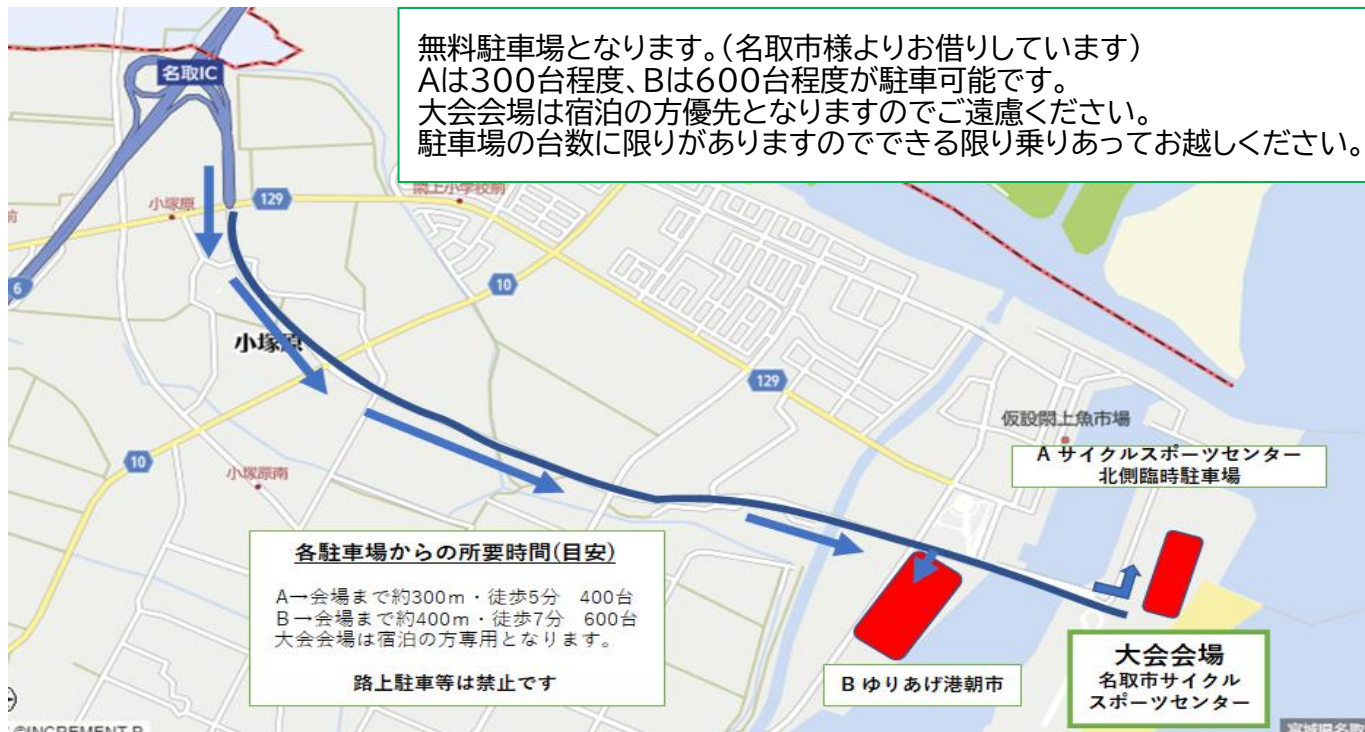 無料駐車場となります。(名取市様よりお借りしています)
Aは300台程度、Bは600台程度が駐車可能です。
大会会場は宿泊の方優先となりますのでご遠慮ください。
駐車場の台数に限りがありますのでできる限り乗りあってお越しください。
名取IC
小塚原
129
閖上小学校前
前
6
10
小塚原
129
仮設閖上魚市場
A サイクルスポーツセンター
北側臨時駐車場
10
小塚原南
各駐車場からの所要時間(目安)
A→会場まで約300m・徒歩5分 400台
B→会場まで約400m・徒歩7分 600台
大会会場は宿泊の方専用となります。
路上駐車等は禁止です
B ゆりあげ港朝市
大会会場
名取市サイクル
スポーツセンター
©INCREMENT P
宮城県名取